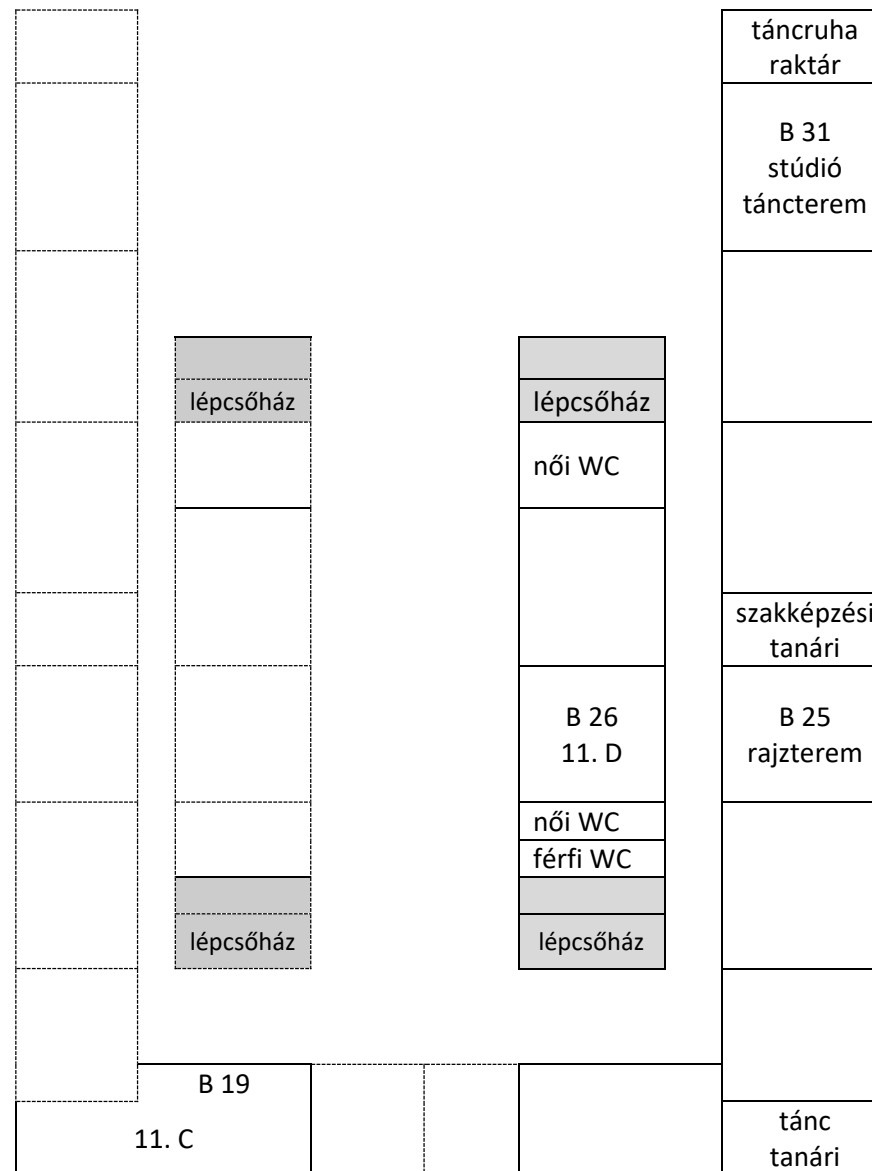 táncruha
raktár
B 31
stúdió
táncterem
lépcsőház
lépcsőház
női WC
szakképzési
tanári
B 26
11. D
B 25
rajzterem
női WC
férfi WC
lépcsőház
lépcsőház
B 19
11. C
tánc
tanári